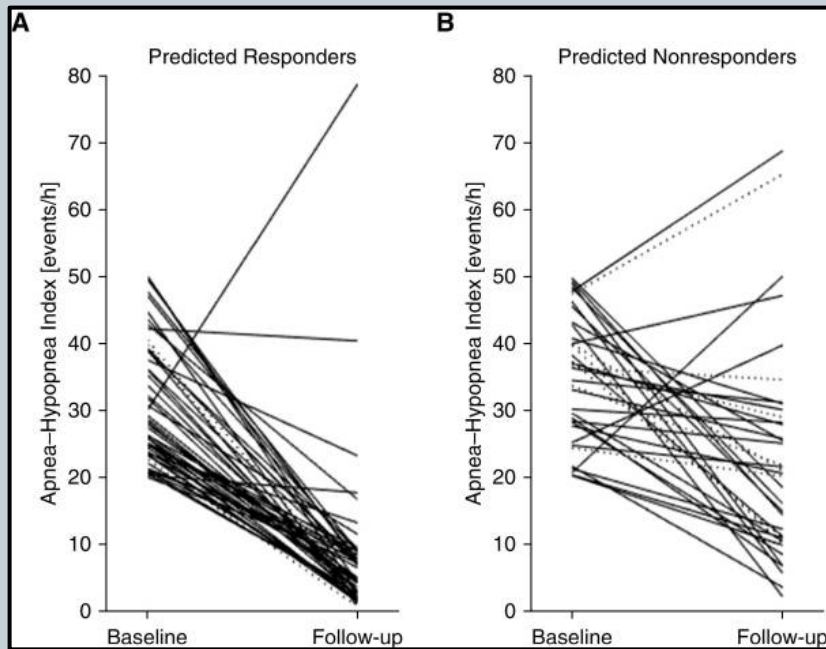 A
Predicted Responders
Apnea–Hypopnea Index [events/h]
80
70
60
50
40
30
20
10
0
Baseline Follow-up
B
Predicted Nonresponders
Apnea–Hypopnea Index [events/h]
80
70
60
50
40
30
20
10
0
Baseline Follow-up